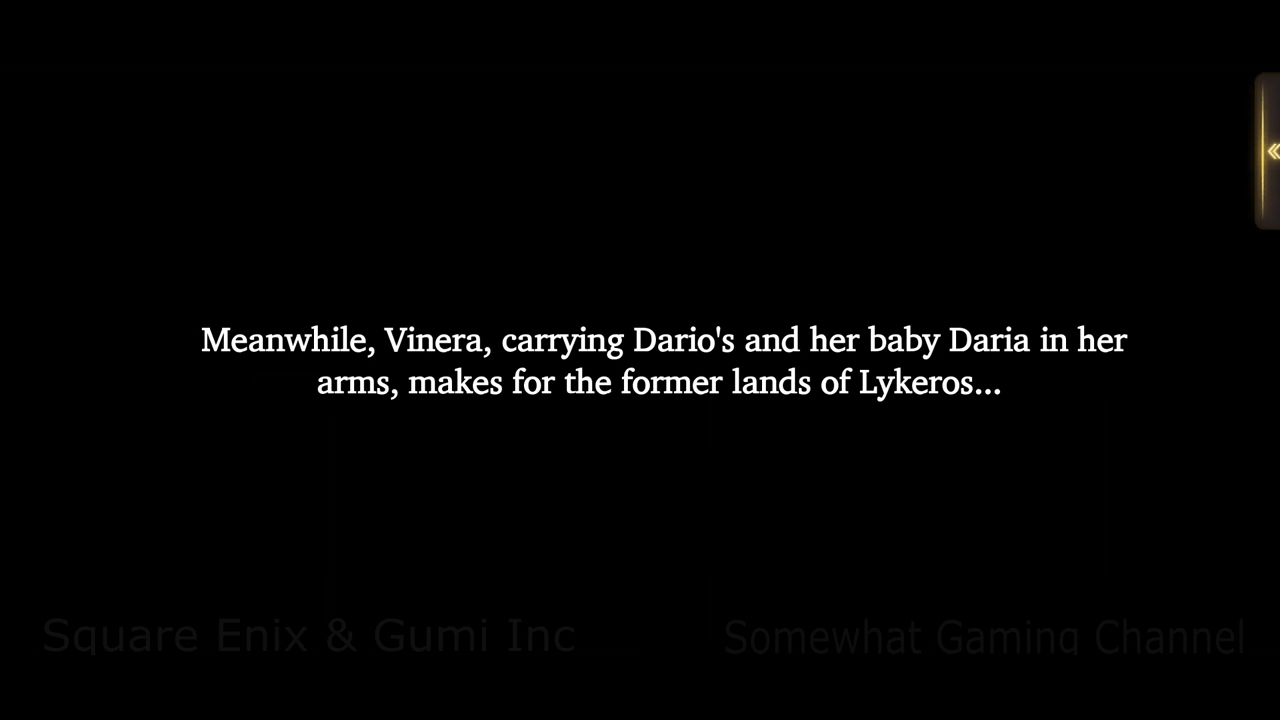 Meanwhile, Vinera, carrying Dario's and her baby Daria in her
arms, makes for the former lands of Lykeros...
Square Enix & Gumi Inc
Somewhat Gaming Channel